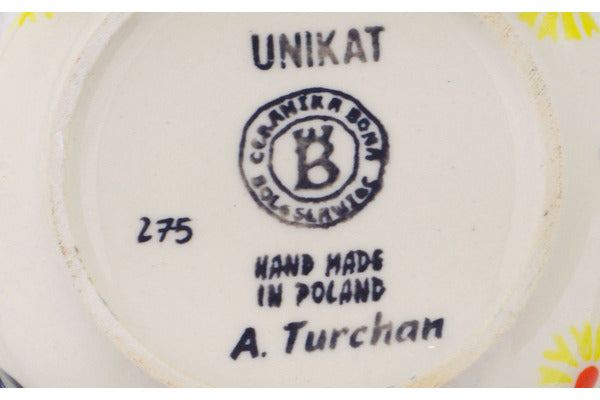 UNIKAT
CERAMIKA BONA
B
BOLESŁAWIEC
275
HAND MADE
IN POLAND
A. Turchan